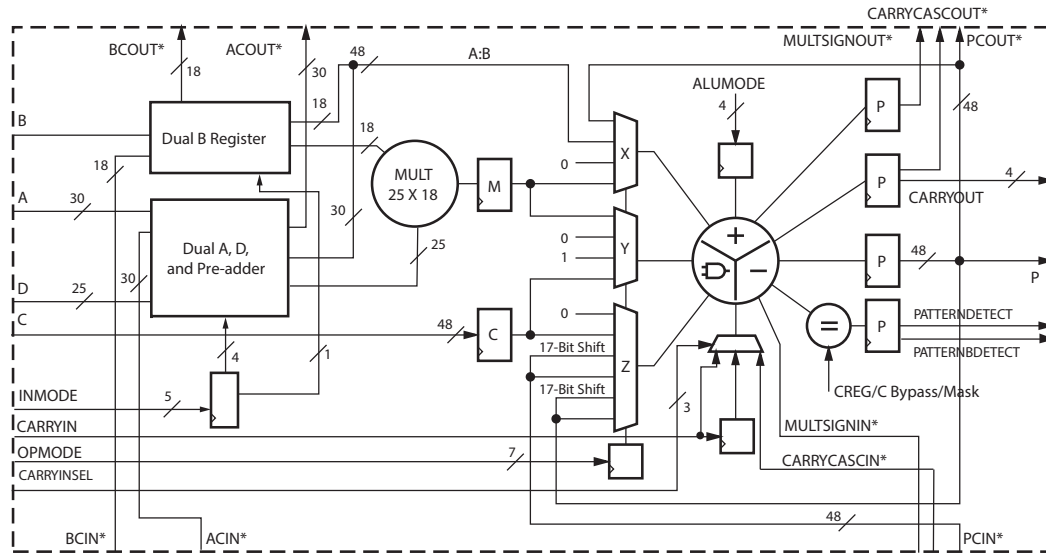 CARRYCASCOUT*
BCOUT*
ACOUT*
MULTSIGNOUT*
PCOUT*
48
A:B
18
30
ALUMODE
4
48
B
Dual B Register
18
18
P
X
0
18
MULT
25 X 18
M
P
4
CARRYOUT
A
30
30
Dual A, D,
and Pre-adder
25
0
1
Y
+
−
P
48
P
30
D
25
C
48
C
0
Z
=
P
PATTERNDETECT
PATTERNBDETECT
17-Bit Shift
4
1
17-Bit Shift
3
CREG/C Bypass/Mask
INMODE
5
CARRYIN
MULTSIGNIN*
OPMODE
7
CARRYINSEL
CARRYCASCIN*
48
BCIN*
ACIN*
PCIN*